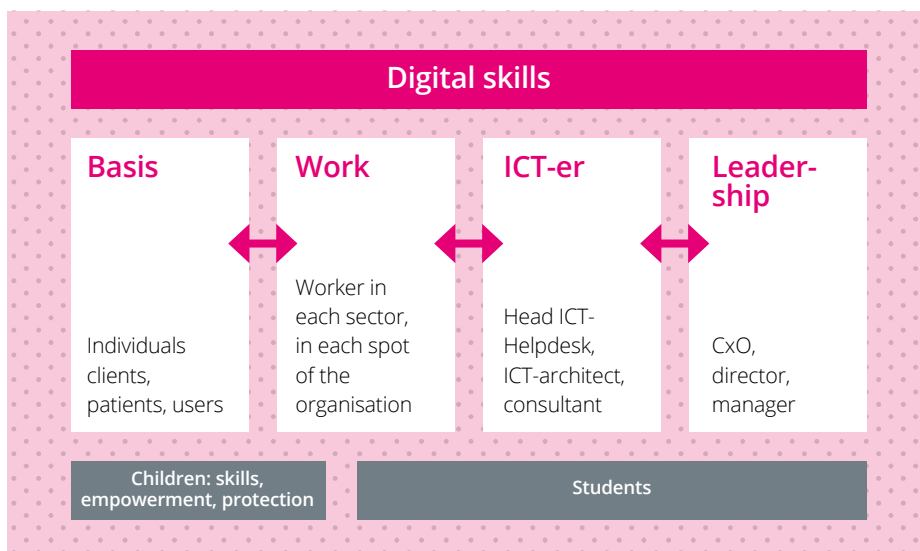 Digital skills
Basis
Individuals
clients,
patients, users
Work
Worker in
each sector,
in each spot
of the
organisation
ICT-er
Head ICT-
Helpdesk,
ICT-architect,
consultant
Leader-
ship
CxO,
director,
manager
Children: skills,
empowerment, protection
Students